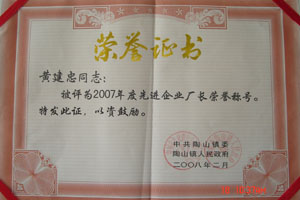 荣誉证书
黄建忠同志：
被评为2007年度先进企业厂长荣誉称号。
特发此证，以资鼓励。
中共陶山镇委
陶山镇人民政府
二〇〇八年二月